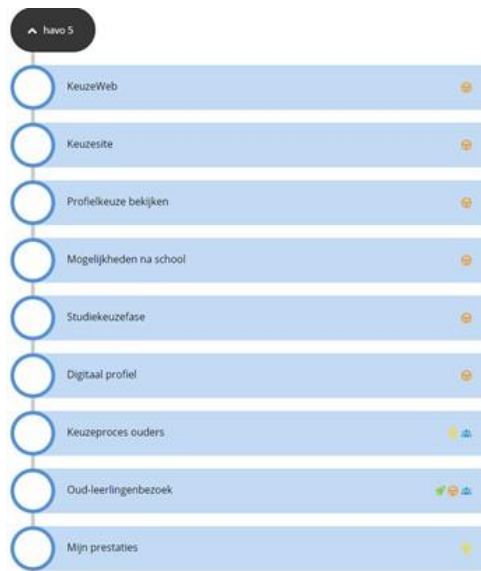 havo 5
KeuzeWeb
Keuzesite
Profielkeuze bekijken
Mogelijkheden na school
Studiekeuzefase
Digitaal profiel
Keuzeproces ouders
Oud-leerlingenbezoek
Mijn prestaties